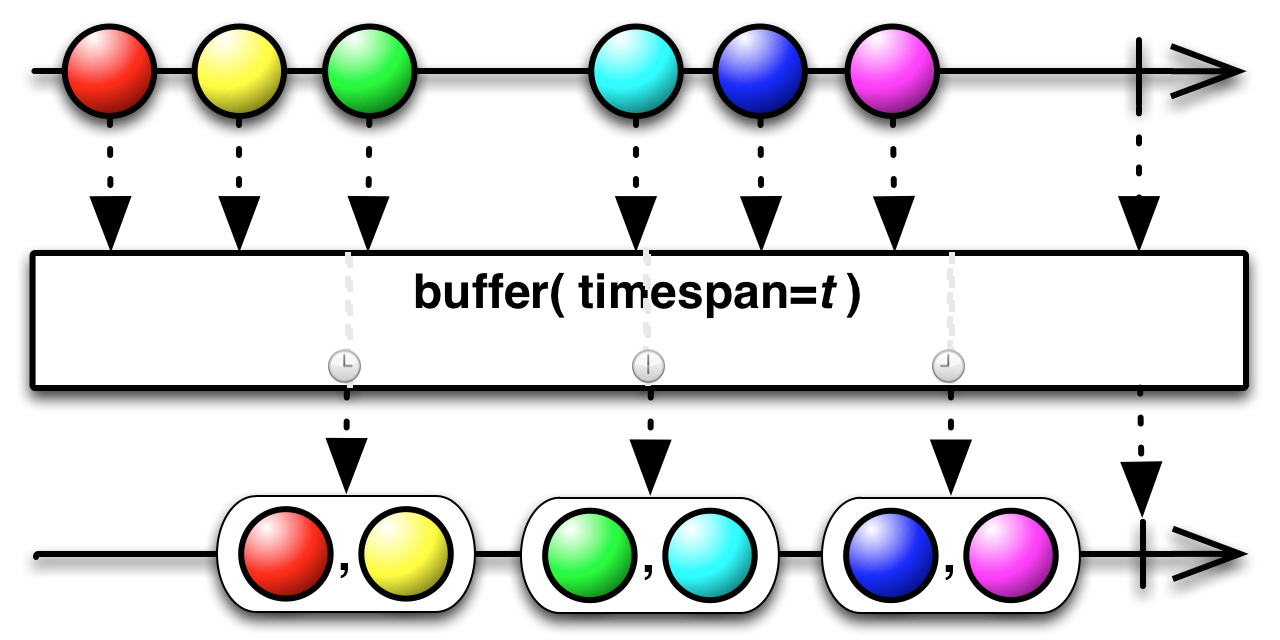 buffer( timespan=t )
, , ,